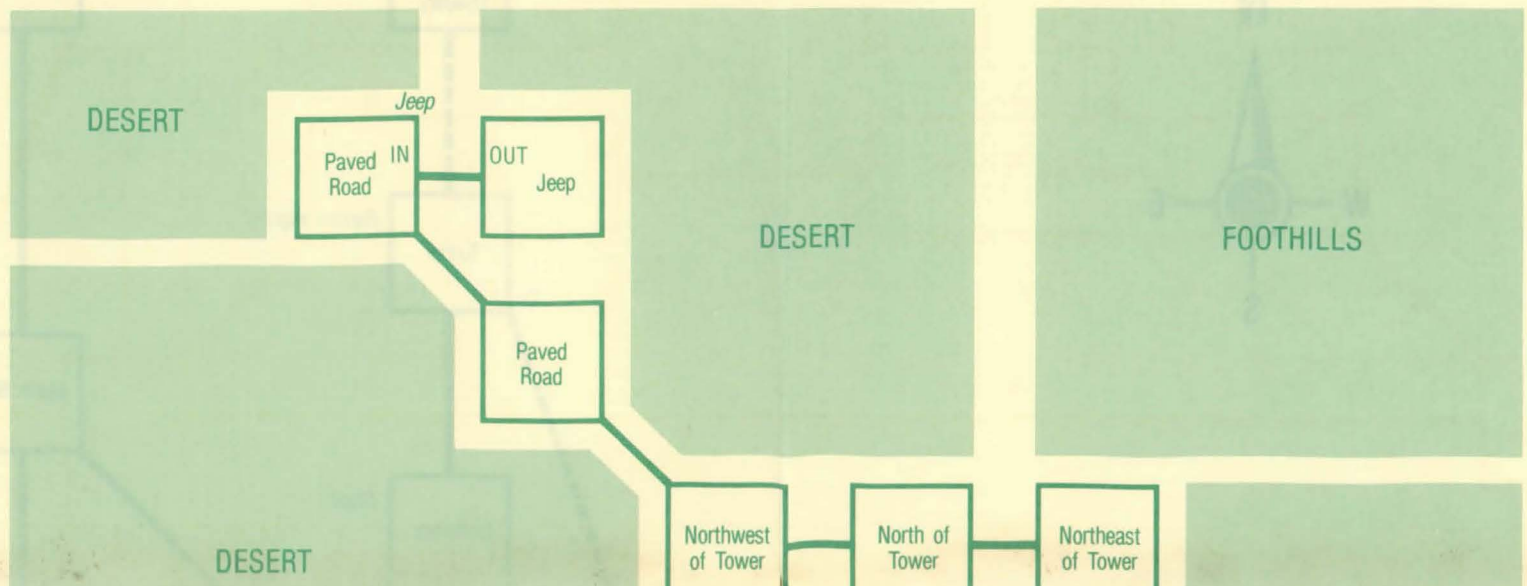 DESERT
Jeep
Paved
Road
IN
OUT
Jeep
DESERT
FOOTHILLS
Paved
Road
Northwest
of Tower
North of
Tower
Northeast
of Tower
DESERT